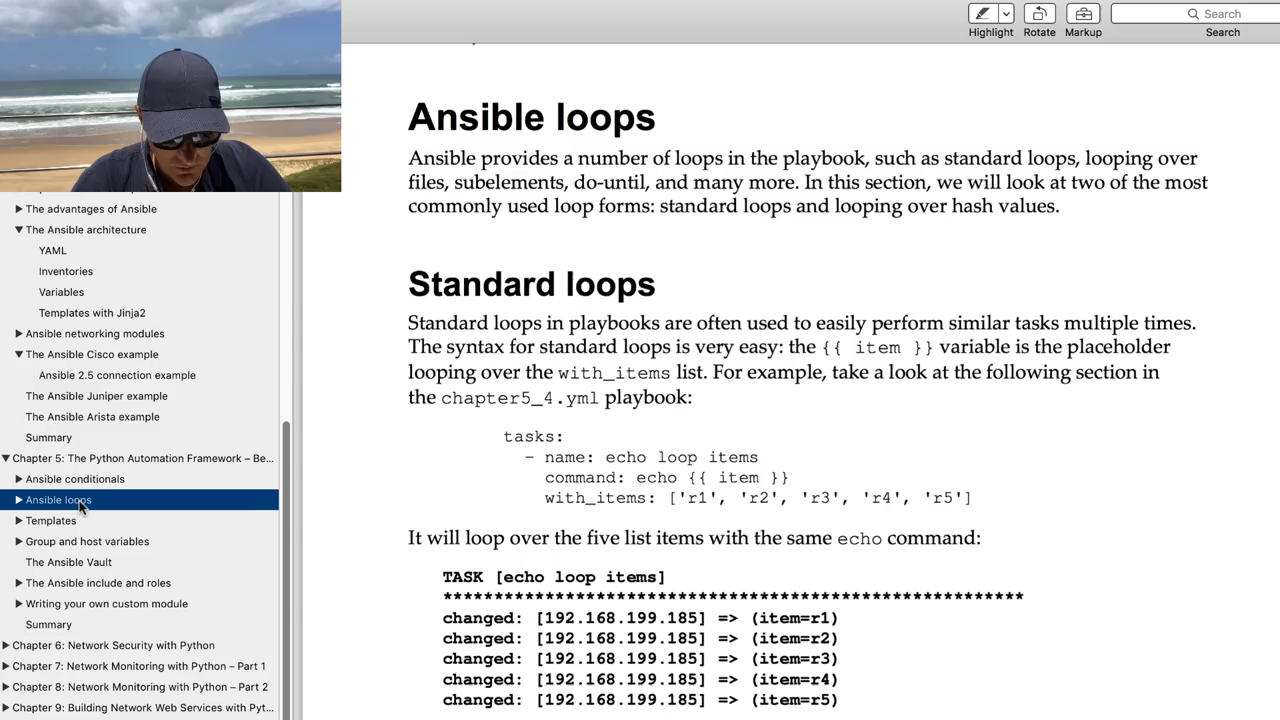 Highlight
Rotate
Markup
Search
Search
The advantages of Ansible
The Ansible architecture
YAML
Inventories
Variables
Templates with Jinja2
Ansible networking modules
The Ansible Cisco example
Ansible 2.5 connection example
The Ansible Juniper example
The Ansible Arista example
Summary
Chapter 5: The Python Automation Framework – Be...
Ansible conditionals
Ansible loops
Templates
Group and host variables
The Ansible Vault
The Ansible include and roles
Writing your own custom module
Summary
Chapter 6: Network Security with Python
Chapter 7: Network Monitoring with Python – Part 1
Chapter 8: Network Monitoring with Python – Part 2
Chapter 9: Building Network Web Services with Pyt...
Ansible loops
Ansible provides a number of loops in the playbook, such as standard loops, looping over
files, subelements, do-until, and many more. In this section, we will look at two of the most
commonly used loop forms: standard loops and looping over hash values.
Standard loops
Standard loops in playbooks are often used to easily perform similar tasks multiple times.
The syntax for standard loops is very easy: the {{ item }} variable is the placeholder
looping over the with_items list. For example, take a look at the following section in
the chapter5_4.yml playbook:
tasks:
- name: echo loop items
command: echo {{ item }}
with_items: ['r1', 'r2', 'r3', 'r4', 'r5']
It will loop over the five list items with the same echo command:
TASK [echo loop items]
*********************************************************
changed: [192.168.199.185] => (item=r1)
changed: [192.168.199.185] => (item=r2)
changed: [192.168.199.185] => (item=r3)
changed: [192.168.199.185] => (item=r4)
changed: [192.168.199.185] => (item=r5)